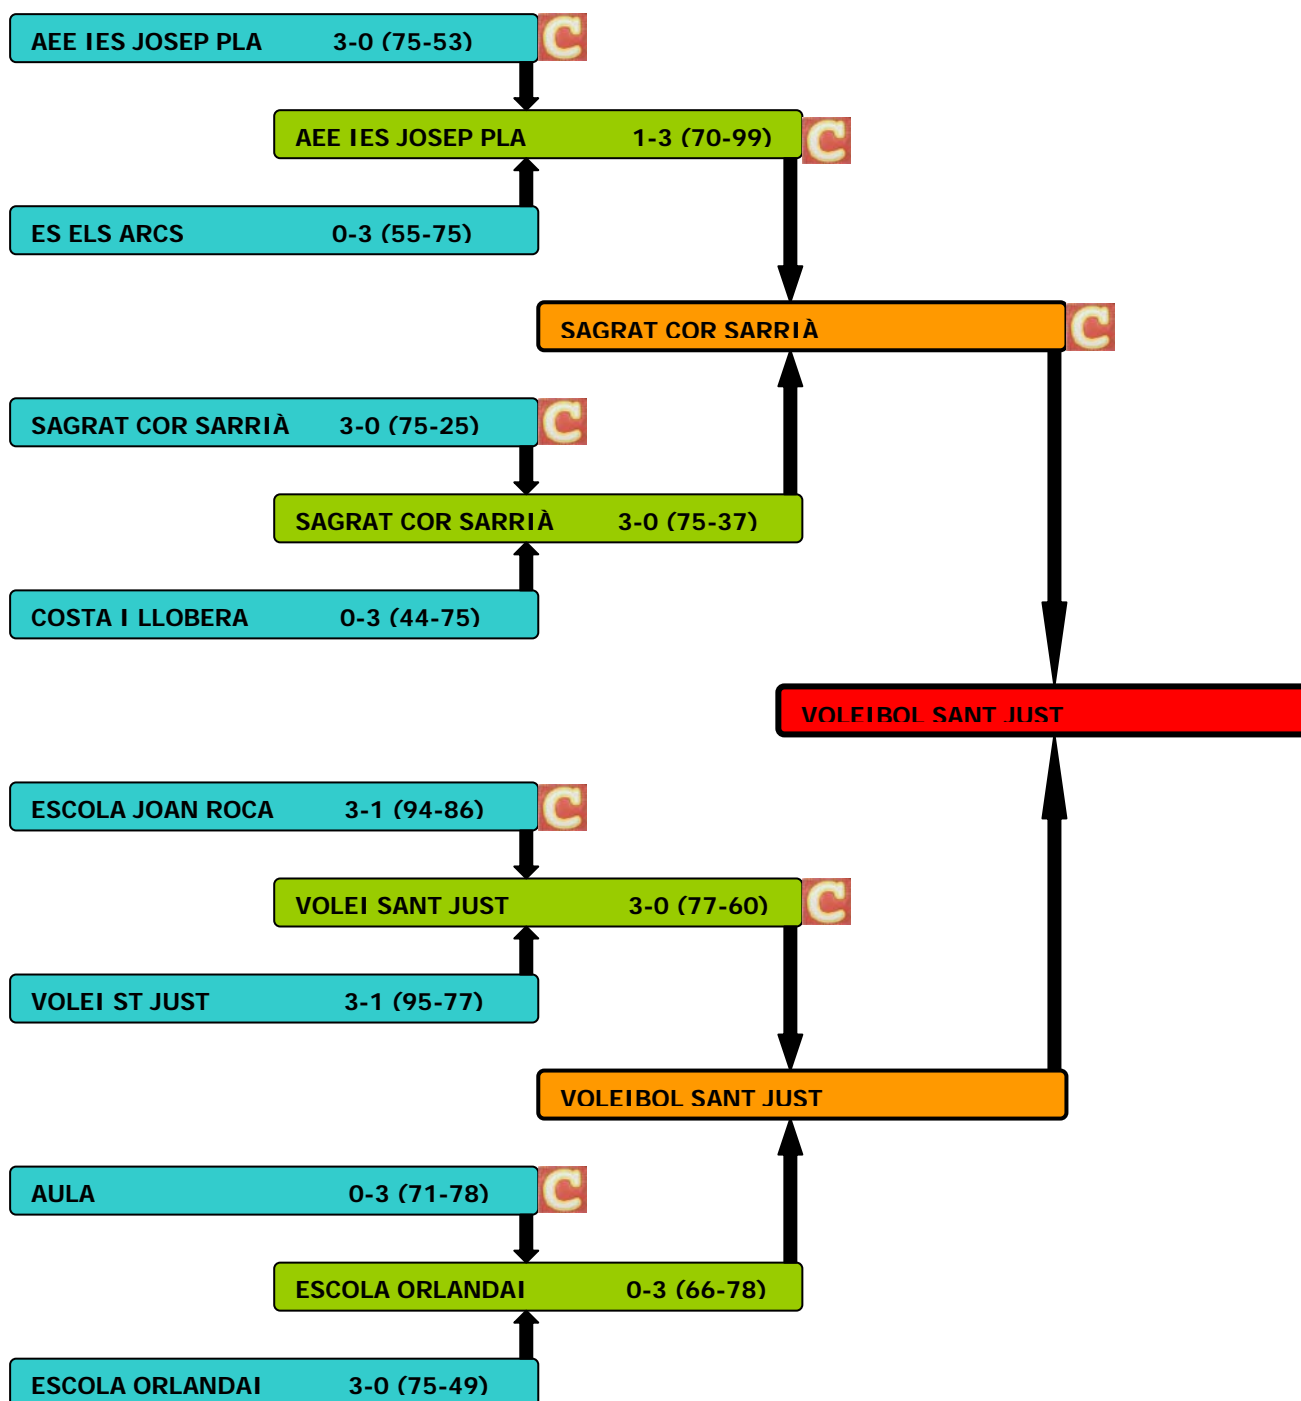 AEE IES JOSEP PLA 3-0 (75-53) C
AEE IES JOSEP PLA 1-3 (70-99) C
ES ELS ARCS 0-3 (55-75)
SAGRAT COR SARRIÀ C
SAGRAT COR SARRIÀ 3-0 (75-25) C
SAGRAT COR SARRIÀ 3-0 (75-37)
COSTA I LLOBERA 0-3 (44-75)
VOLEIBOL SANT JUST
ESCOLA JOAN ROCA 3-1 (94-86) C
VOLEI SANT JUST 3-0 (77-60) C
VOLEI ST JUST 3-1 (95-77)
VOLEIBOL SANT JUST
AULA 0-3 (71-78) C
ESCOLA ORLANDAI 0-3 (66-78)
ESCOLA ORLANDAI 3-0 (75-49)